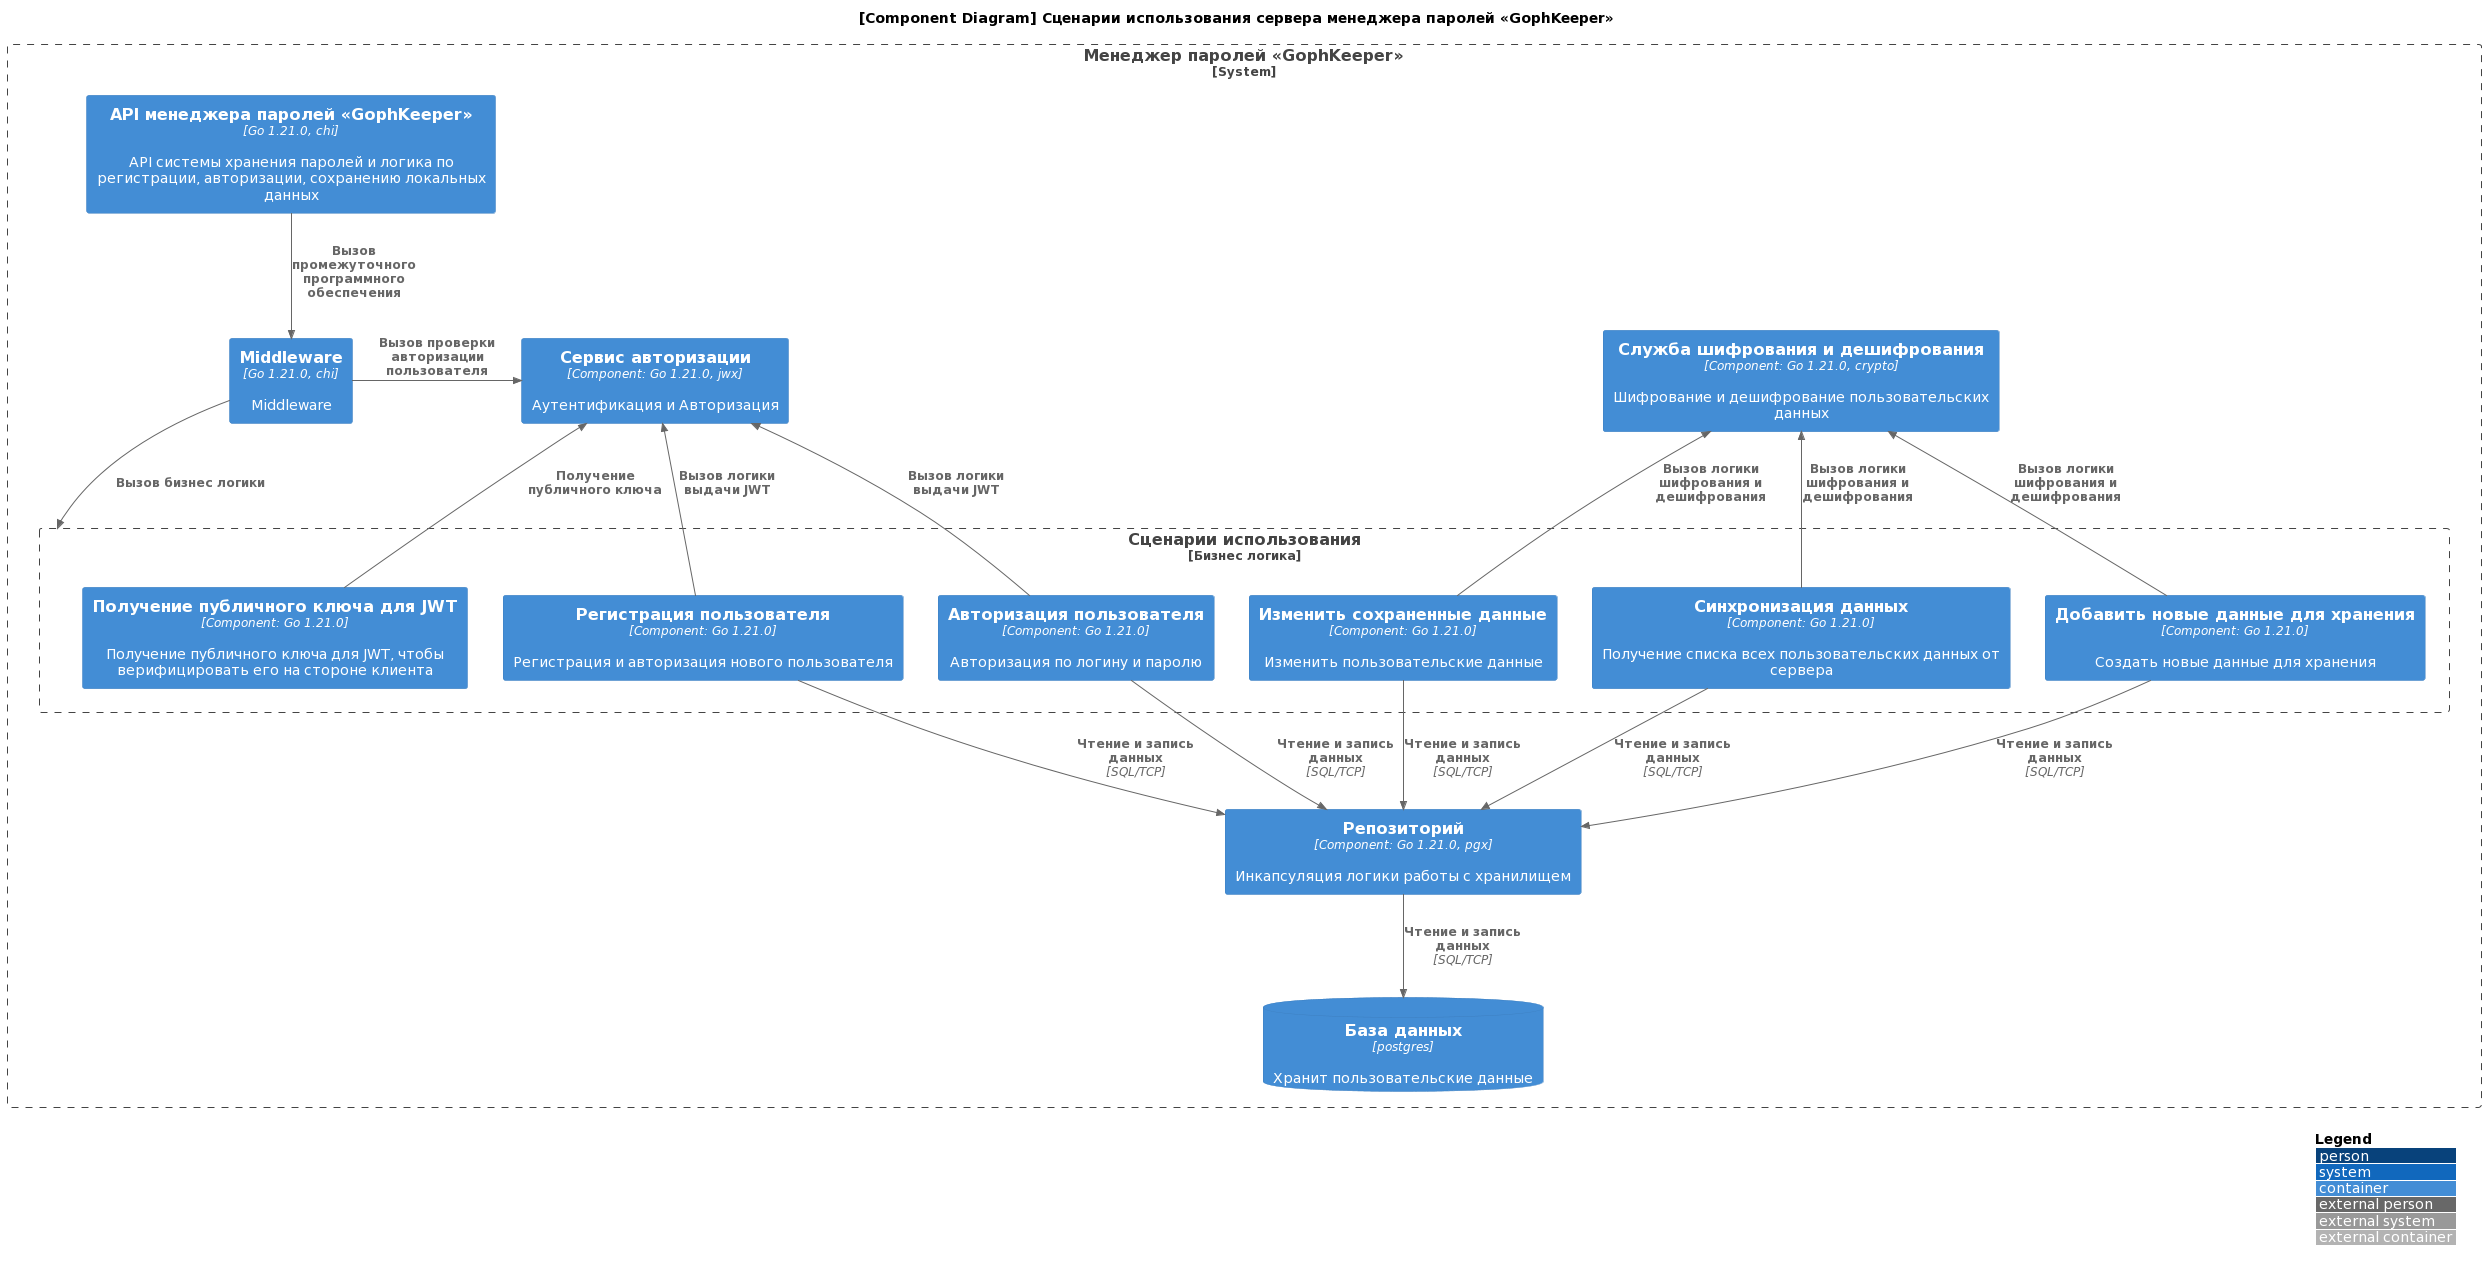 [Component Diagram] Сценарии использования сервера менеджера паролей «GophKeeper»
Менеджер паролей «GophKeeper»
[System]
API менеджера паролей «GophKeeper»
[Go 1.21.0, chi]
API системы хранения паролей и логика по
регистрации, авторизации, сохранению локальных
данных
Вызов
промежуточного
программного
обеспечения
Middleware
[Go 1.21.0, chi]
Middleware
Вызов проверки
авторизации
пользователя
Сервис авторизации
[Component: Go 1.21.0, jwx]
Аутентификация и Авторизация
Служба шифрования и дешифрования
[Component: Go 1.21.0, crypto]
Шифрование и дешифрование пользовательских
данных
Вызов бизнес логики
Получение
публичного ключа
Вызов логики
выдачи JWT
Вызов логики
выдачи JWT
Вызов логики
шифрования и
дешифрования
Вызов логики
шифрования и
дешифрования
Вызов логики
шифрования и
дешифрования
Сценарии использования
[Бизнес логика]
Получение публичного ключа для JWT
[Component: Go 1.21.0]
Получение публичного ключа для JWT, чтобы
верифицировать его на стороне клиента
Регистрация пользователя
[Component: Go 1.21.0]
Регистрация и авторизация нового пользователя
Авторизация пользователя
[Component: Go 1.21.0]
Авторизация по логину и паролю
Изменить сохраненные данные
[Component: Go 1.21.0]
Изменить пользовательские данные
Синхронизация данных
[Component: Go 1.21.0]
Получение списка всех пользовательских данных от
сервера
Добавить новые данные для хранения
[Component: Go 1.21.0]
Создать новые данные для хранения
Чтение и запись
данных
[SQL/TCP]
Чтение и запись
данных
[SQL/TCP]
Чтение и запись
данных
[SQL/TCP]
Чтение и запись
данных
[SQL/TCP]
Чтение и запись
данных
[SQL/TCP]
Репозиторий
[Component: Go 1.21.0, pgx]
Инкапсуляция логики работы с хранилищем
Чтение и запись
данных
[SQL/TCP]
База данных
[postgres]
Хранит пользовательские данные
Legend
person
system
container
external person
external system
external container